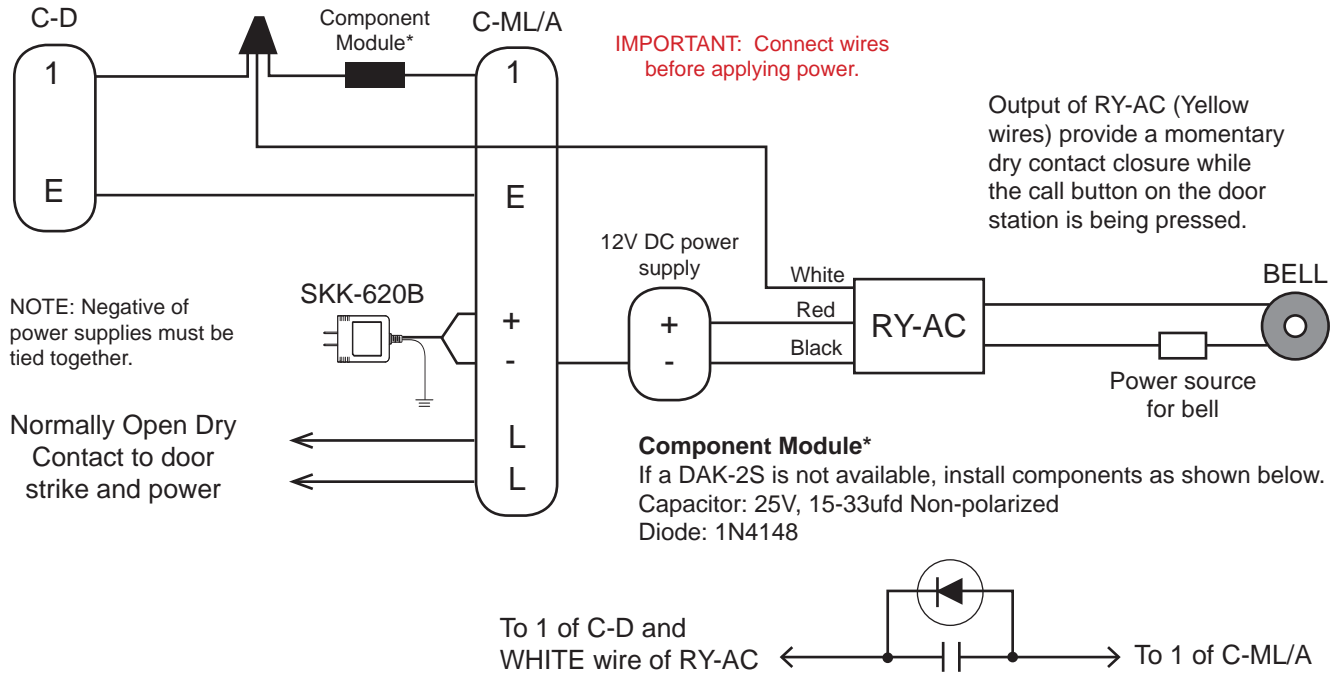 C-D
Component
Module*
C-ML/A
IMPORTANT: Connect wires
before applying power.
1
1
Output of RY-AC (Yellow
wires) provide a momentary
dry contact closure while
the call button on the door
station is being pressed.
E
E
12V DC power
supply
White
BELL
NOTE: Negative of
power supplies must be
tied together.
SKK-620B
+
+
Red
RY-AC
-
-
Black
Power source
for bell
Normally Open Dry
Contact to door
strike and power
L
L
Component Module*
If a DAK-2S is not available, install components as shown below.
Capacitor: 25V, 15-33ufd Non-polarized
Diode: 1N4148
To 1 of C-D and
WHITE wire of RY-AC
To 1 of C-ML/A